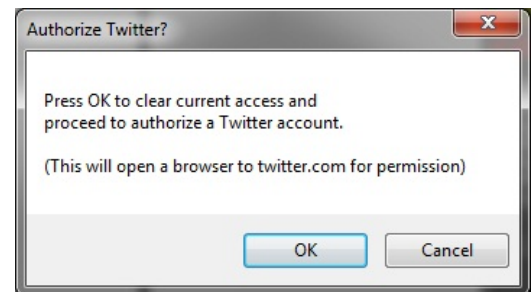 Authorize Twitter?
Press OK to clear current access and
proceed to authorize a Twitter account.
(This will open a browser to twitter.com for permission)
OK
Cancel